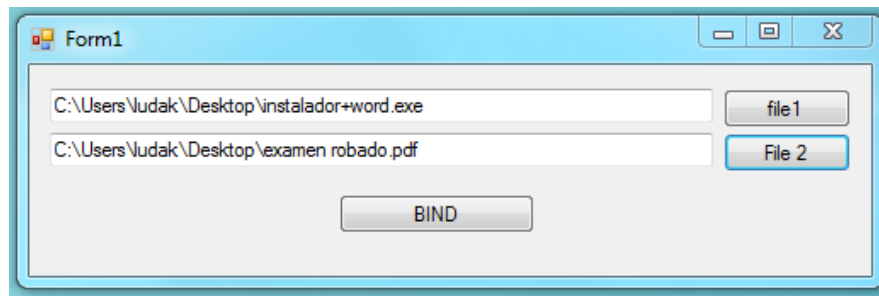 Form1
C:\Users\ludak\Desktop\instalador+word.exe
file1
C:\Users\ludak\Desktop\examen robado.pdf
File 2
BIND